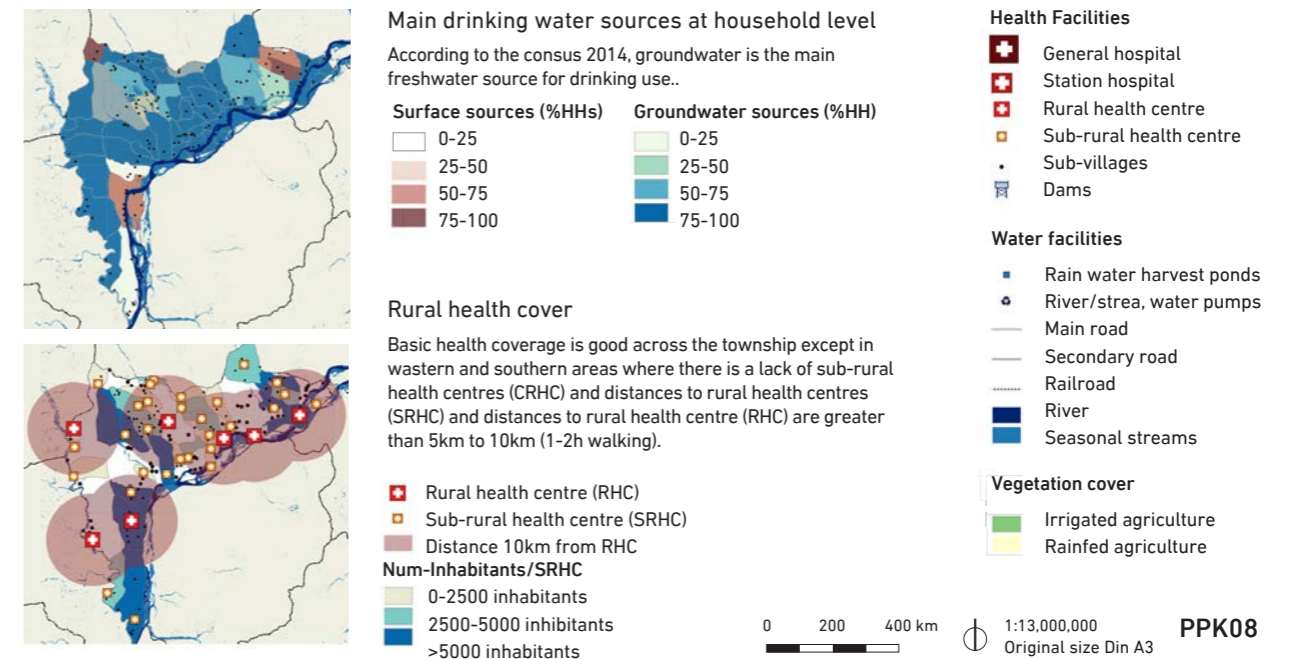 Main drinking water sources at household level
According to the consus 2014, groundwater is the main
freshwater source for drinking use..
Surface sources (%HHs)
0-25
25-50
50-75
75-100
Groundwater sources (%HH)
0-25
25-50
50-75
75-100
Rural health cover
Basic health coverage is good across the township except in
wastern and southern areas where there is a lack of sub-rural
health centres (CRHC) and distances to rural health centres
(SRHC) and distances to rural health centre (RHC) are greater
than 5km to 10km (1-2h walking).
Rural health centre (RHC)
Sub-rural health centre (SRHC)
Distance 10km from RHC
Num-Inhabitants/SRHC
0-2500 inhabitants
2500-5000 inhibitants
>5000 inhabitants
Health Facilities
General hospital
Station hospital
Rural health centre
Sub-rural health centre
Sub-villages
Dams
Water facilities
Rain water harvest ponds
River/strea, water pumps
Main road
Secondary road
Railroad
River
Seasonal streams
Vegetation cover
Irrigated agriculture
Rainfed agriculture
0 200 400 km
1:13,000,000
Original size Din A3
PPK08